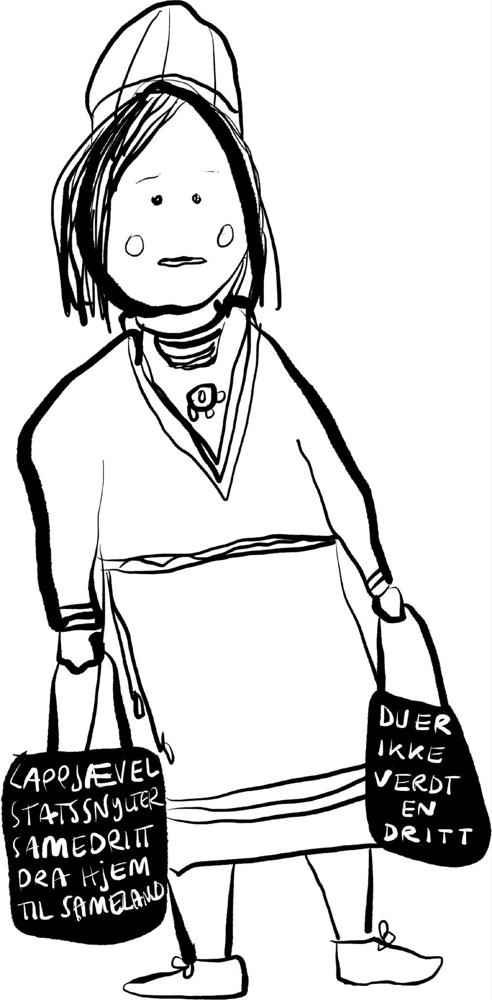 LAPPJÆVEL
STATSSNYLTER
SAMEDRITT
DRA HJEM
TIL SAMELAND
DU ER
IKKE
VERDT
EN
DRITT